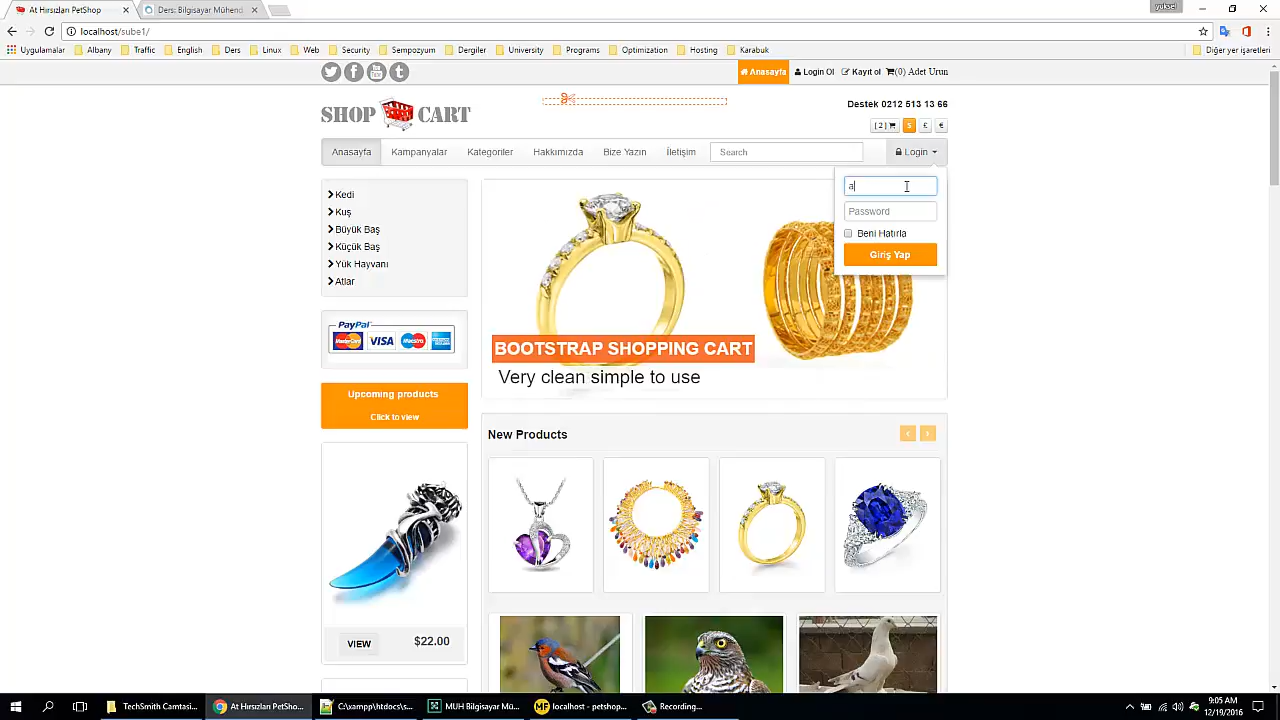 At Hırsızları PetShop
Ders: Bilgisayar Mühend
yüksel
localhost/sube1/
Uygulamalar Albany Traffic English Ders Linux Web Security Sempozyum Dergiler University Programs Optimization Hosting Karabuk Diğer yer işaretleri
Anasayfa Login Ol Kayıt ol (0) Adet Urun
SHOP CART
Destek 0212 513 13 66
[ 2 ] $ £ €
Anasayfa Kampanyalar Kategoriler Hakkımızda Bize Yazın İletişim Search Login
a
Password
Beni Hatırla
Giriş Yap
Kedi
Kuş
Büyük Baş
Küçük Baş
Yük Hayvanı
Atlar
PayPal
MasterCard VISA Maestro
BOOTSTRAP SHOPPING CART
Very clean simple to use
Upcoming products
Click to view
New Products
VIEW $22.00
TechSmith Camtasi...
At Hırsızları PetSho...
C:\xampp\htdocs\s...
MUH Bilgisayar Mü...
MF localhost - petshop...
Recording...
9:05 AM
12/19/2016